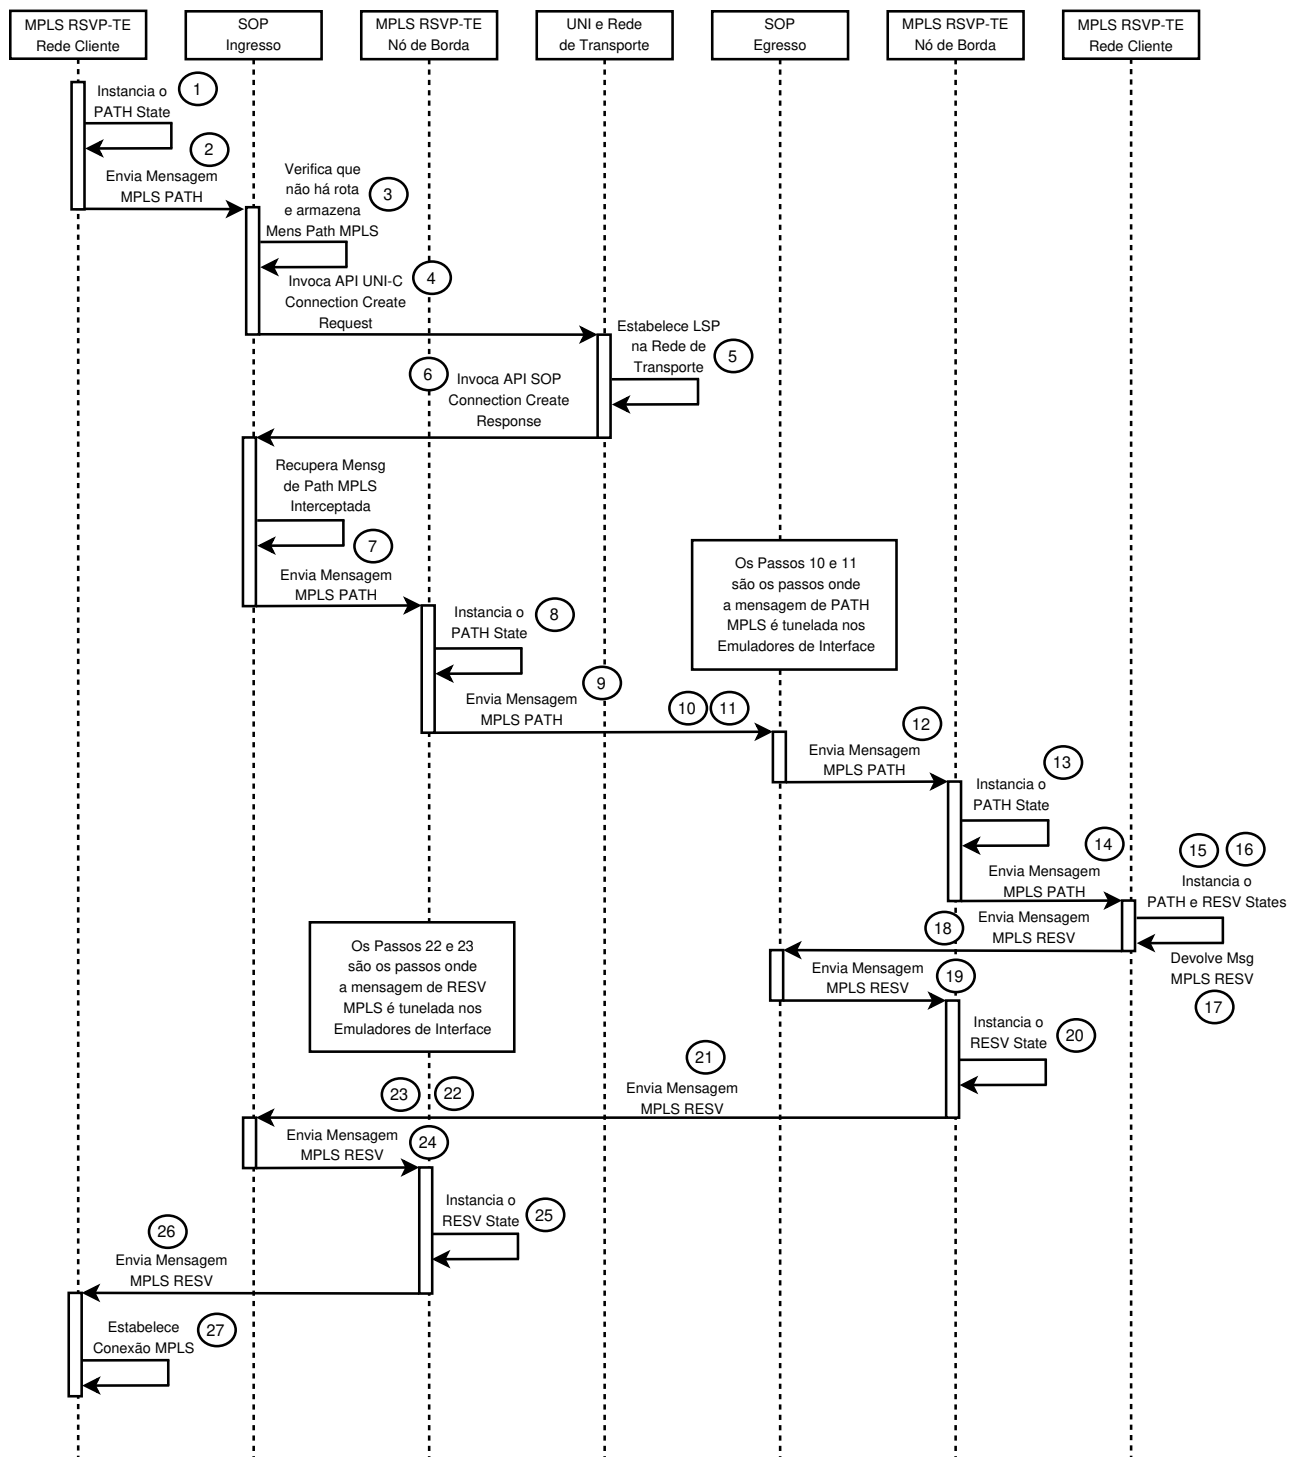 MPLS RSVP-TE
Rede Cliente
SOP
Ingresso
MPLS RSVP-TE
Nó de Borda
UNI e Rede
de Transporte
SOP
Egresso
MPLS RSVP-TE
Nó de Borda
MPLS RSVP-TE
Rede Cliente
Instancia o
PATH State
1
2
Envia Mensagem
MPLS PATH
Verifica que
não há rota
e armazena
Mens Path MPLS
3
Invoca API UNI-C
Connection Create
Request
4
Estabelece LSP
na Rede de
Transporte
5
6
Invoca API SOP
Connection Create
Response
Recupera Mensg
de Path MPLS
Interceptada
7
Envia Mensagem
MPLS PATH
Instancia o
PATH State
8
Os Passos 10 e 11
são os passos onde
a mensagem de PATH
MPLS é tunelada nos
Emuladores de Interface
9
Envia Mensagem
MPLS PATH
10
11
12
Envia Mensagem
MPLS PATH
13
Instancia o
PATH State
14
Envia Mensagem
MPLS PATH
15
16
Instancia o
PATH e RESV States
Devolve Msg
MPLS RESV
17
18
Envia Mensagem
MPLS RESV
Envia Mensagem
MPLS RESV
19
Os Passos 22 e 23
são os passos onde
a mensagem de RESV
MPLS é tunelada nos
Emuladores de Interface
Instancia o
RESV State
20
21
Envia Mensagem
MPLS RESV
23
22
Envia Mensagem
MPLS RESV
24
Instancia o
RESV State
25
26
Envia Mensagem
MPLS RESV
Estabelece
Conexão MPLS
27